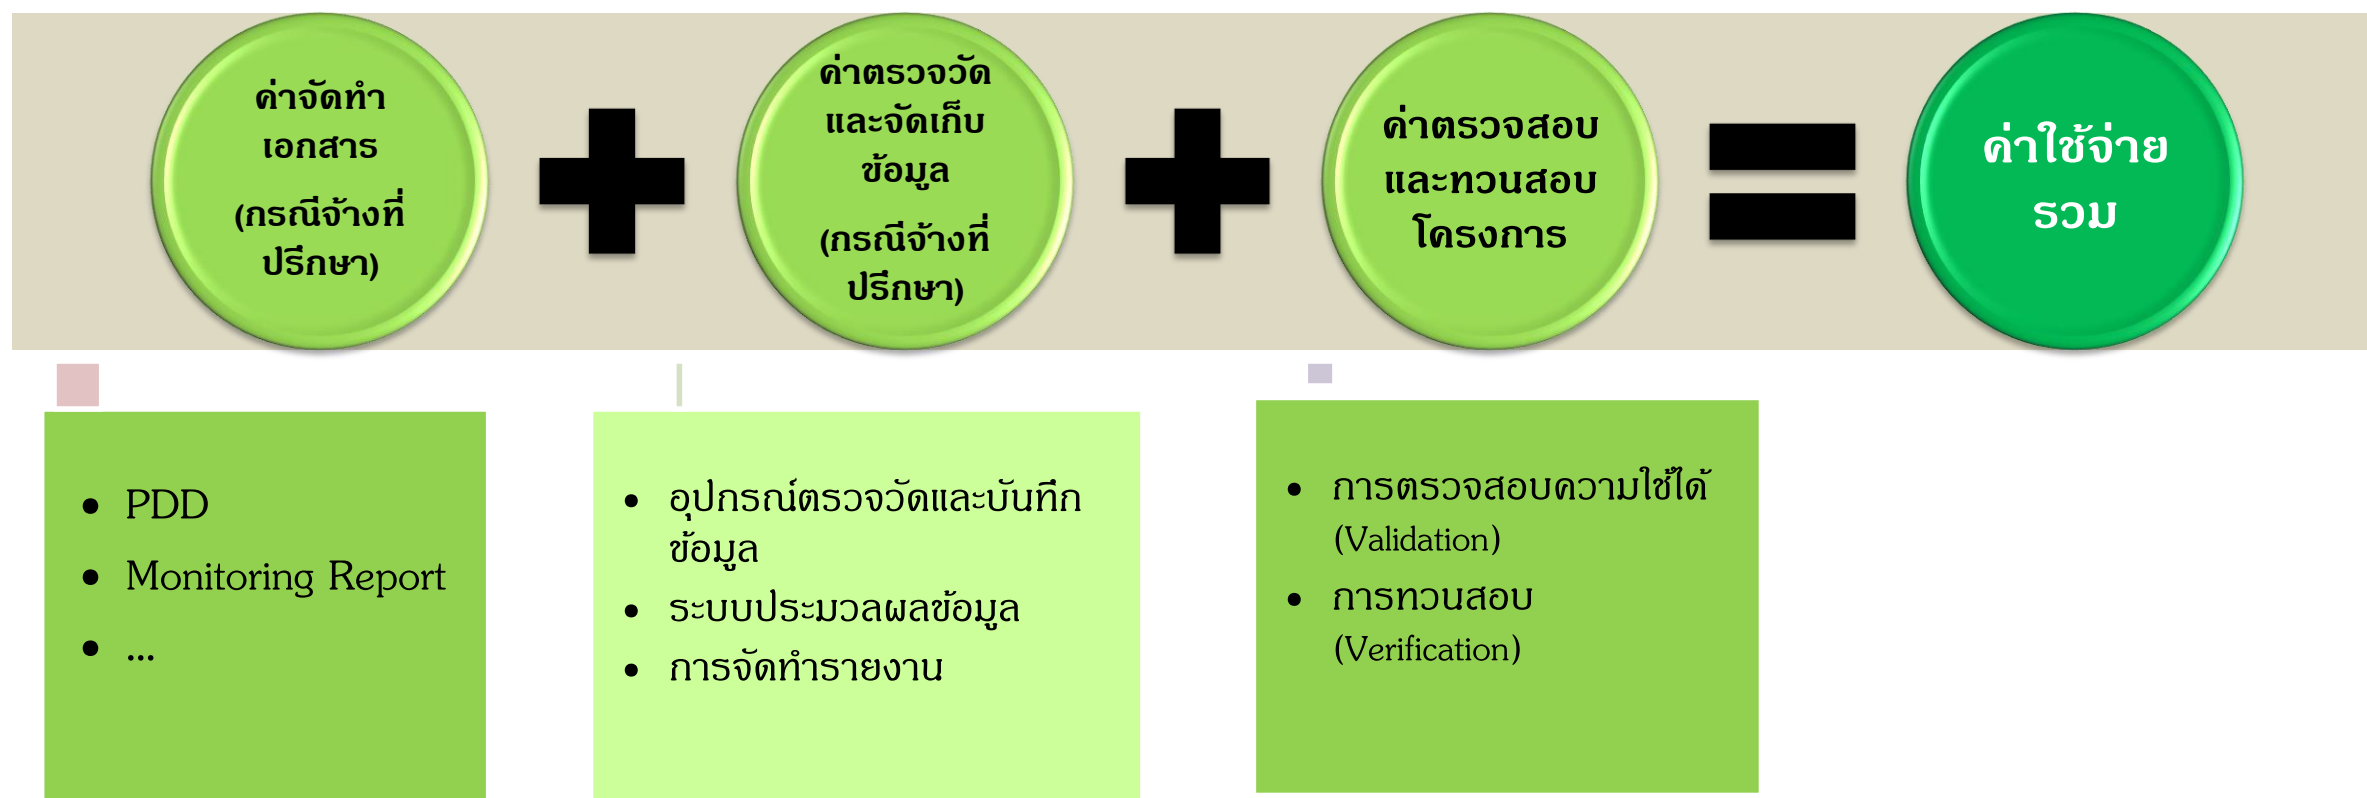 ค่าจัดทำ
เอกสาร
(กรณีจ้างที่
ปรึกษา)
ค่าตรวจวัด
และจัดเก็บ
ข้อมูล
(กรณีจ้างที่
ปรึกษา)
ค่าตรวจสอบ
และทวนสอบ
โครงการ
ค่าใช้จ่าย
รวม
• PDD
• Monitoring Report
• ...
• อุปกรณ์ตรวจวัดและบันทึก
ข้อมูล
• ระบบประมวลผลข้อมูล
• การจัดทำรายงาน
• การตรวจสอบความใช้ได้
(Validation)
• การทวนสอบ
(Verification)